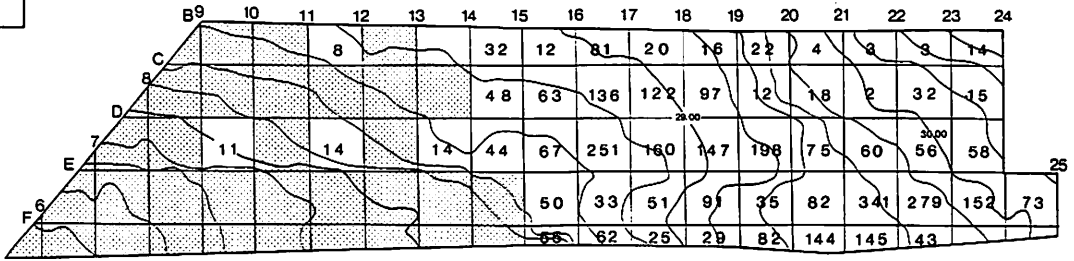 B9 10 11 12 13 14 15 16 17 18 19 20 21 22 23 24
8 32 12 81 20 16 22 4 3 3 14
C
8 48 63 136 122 97 12 18 2 32 15
D 29.00 30.00
7 11 14 14 44 67 251 160 147 198 75 60 56 58
E 25
50 33 51 91 35 82 341 279 152 73
6
F
66 62 25 29 82 144 145 43